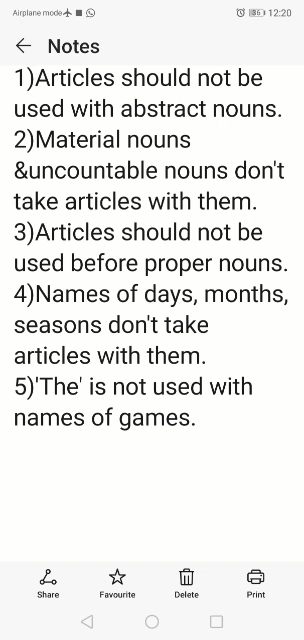 Airplane mode 86 12:20
Notes
1)Articles should not be
used with abstract nouns.
2)Material nouns
&uncountable nouns don't
take articles with them.
3)Articles should not be
used before proper nouns.
4)Names of days, months,
seasons don't take
articles with them.
5)'The' is not used with
names of games.
Share Favourite Delete Print